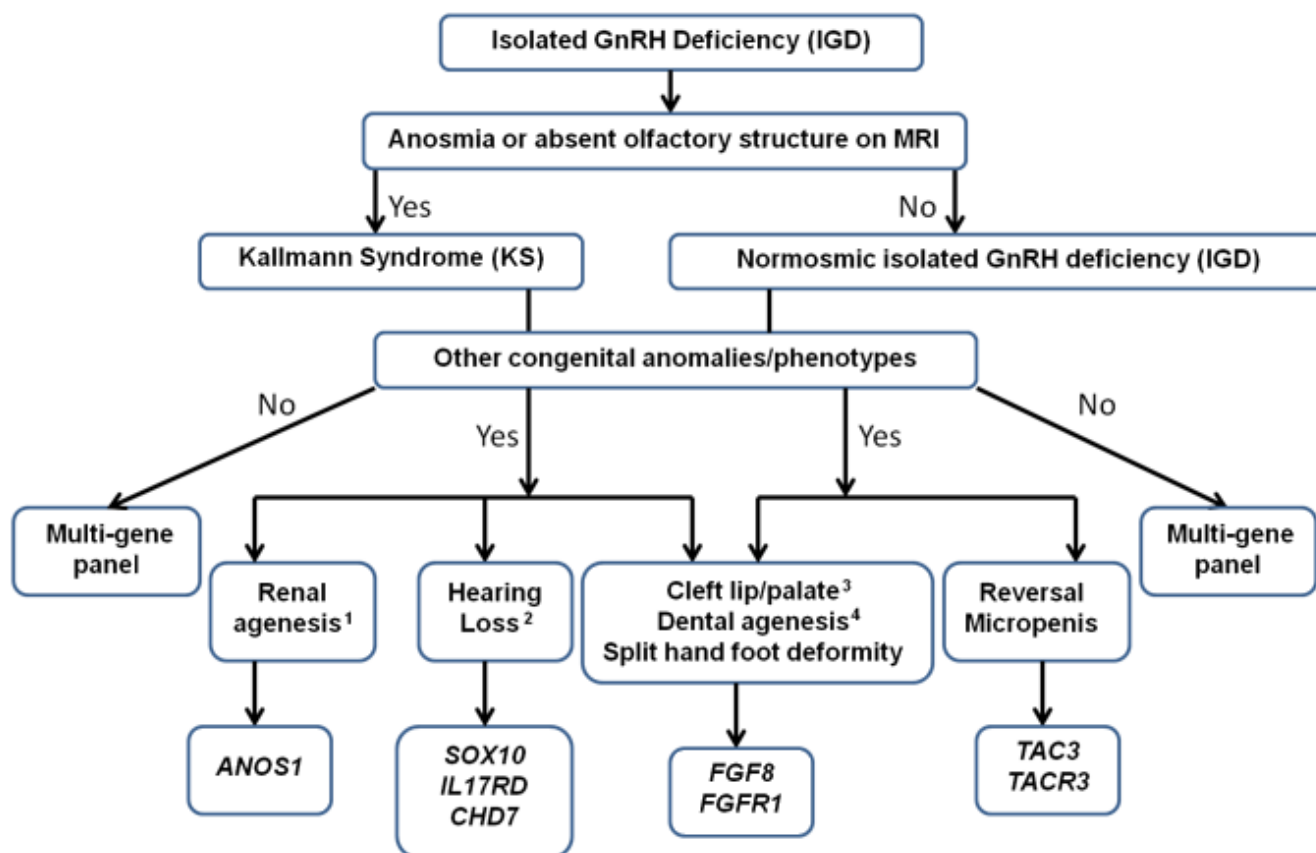 Isolated GnRH Deficiency (IGD)
Anosmia or absent olfactory structure on MRI
Yes
No
Kallmann Syndrome (KS)
Normosmic isolated GnRH deficiency (IGD)
Other congenital anomalies/phenotypes
No
Yes
Yes
No
Multi-gene
panel
Renal
agenesis¹
Hearing
Loss²
Cleft lip/palate³
Dental agenesis⁴
Split hand foot deformity
Reversal
Micropenis
Multi-gene
panel
ANOS1
SOX10
IL17RD
CHD7
FGF8
FGFR1
TAC3
TACR3